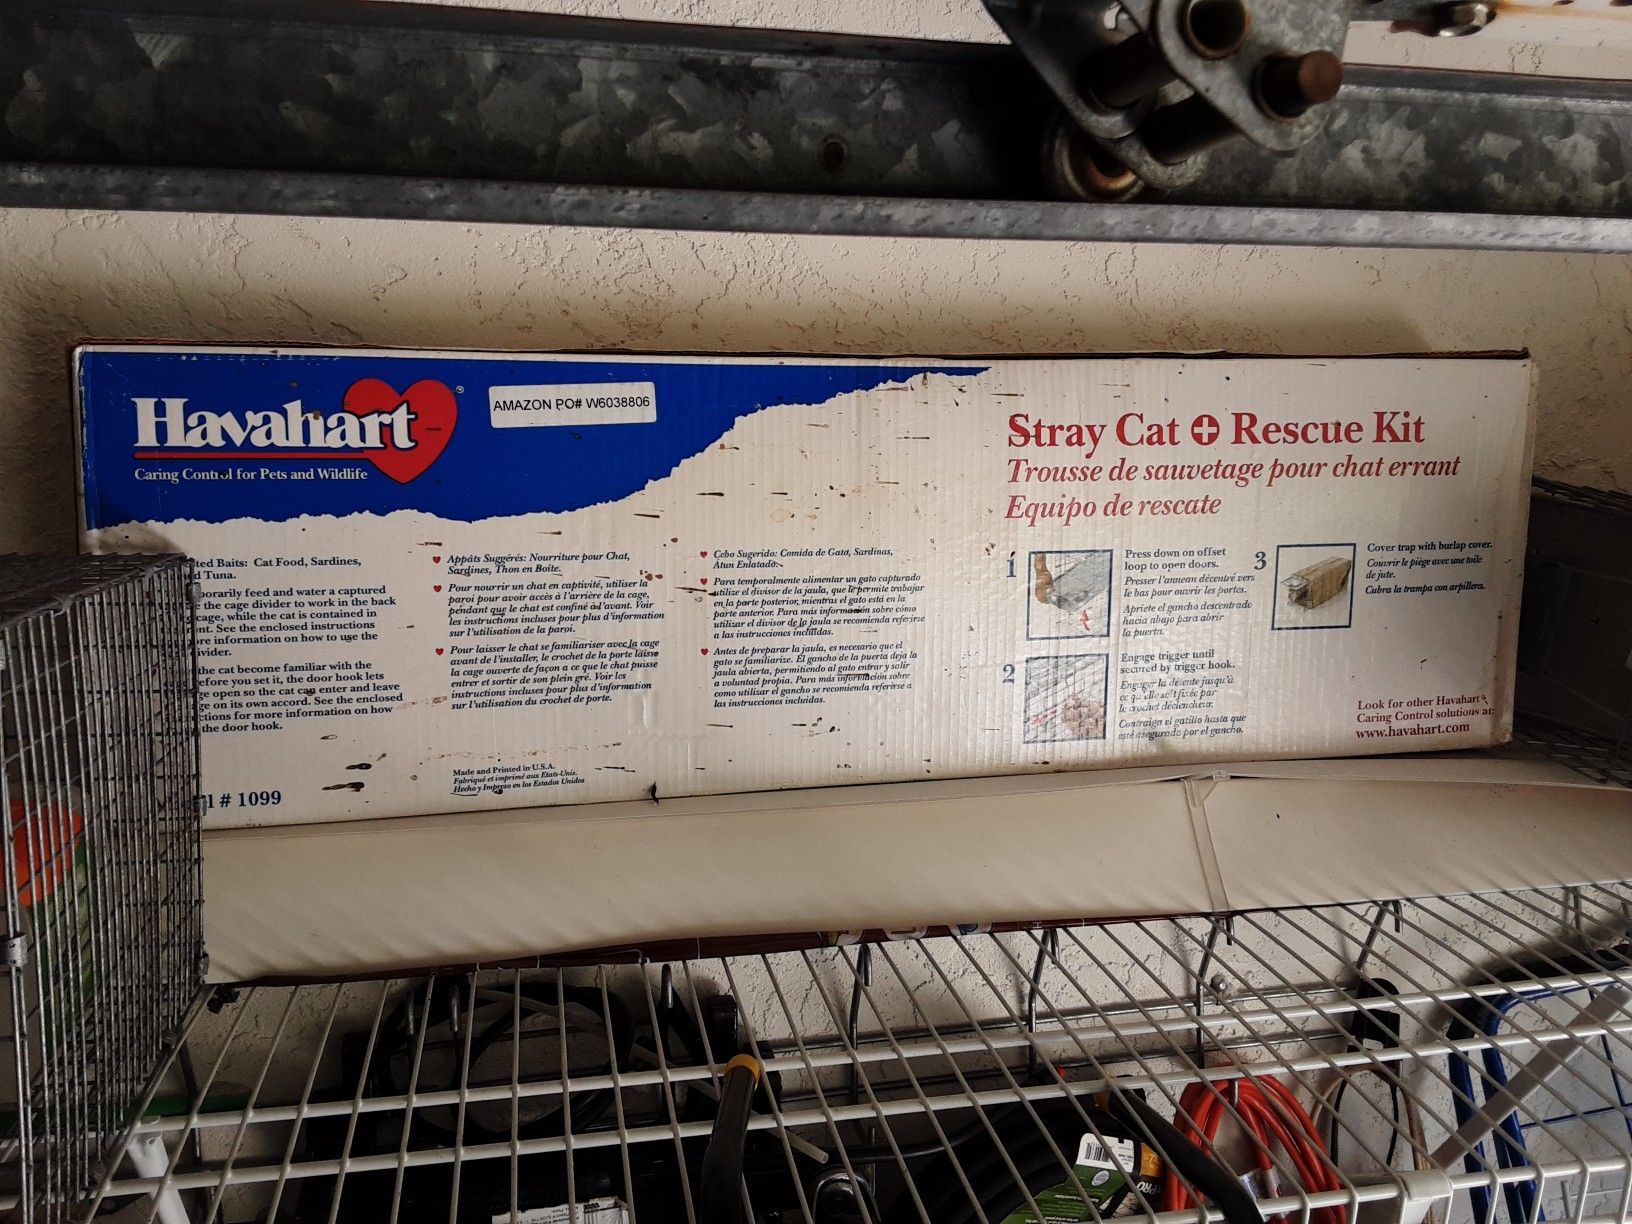 Havahart®
Caring Control for Pets and Wildlife
AMAZON PO# W6038806
Stray Cat Rescue Kit
Trousse de sauvetage pour chat errant
Equipo de rescate
Baits: Cat Food, Sardines,
Tuna.
feed and water a captured
the cage divider to work in the back
while the cat is contained in
See the enclosed instructions
information on how to use the
the cat become familiar with the
you set it, the door hook lets
open so the cat can enter and leave
on its own accord. See the enclosed
for more information on how
the door hook.
# 1099
Appâts Suggérés: Nourriture pour Chat,
Sardines, Thon en Boîte.
Pour nourrir un chat en captivité, utiliser la
paroi pour avoir accès à l'arrière de la cage,
pendant que le chat est confiné à l'avant. Voir
les instructions incluses pour plus d'information
sur l'utilisation de la paroi.
Pour laisser le chat se familiariser avec la cage
avant de l'installer, le crochet de la porte laisse
la cage ouverte de façon a ce que le chat puisse
entrer et sortir de son plein gré. Voir les
instructions incluses pour plus d'information
sur l'utilisation du crochet de porte.
Made and Printed in U.S.A.
Fabriqué et imprimé aux Etats-Unis.
Hecho y Impreso en los Estados Unidos
Cebo Sugerido: Comida de Gata, Sardinas,
Atun Enlatado.
Para temporalmente alimentar un gato capturado
utilize el divisor de la jaula, que le permite trabajar
en la parte posterior, mientras el gato está en la
parte anterior. Para más información sobre cómo
utilizar el divisor de la jaula se recomienda referirse
a las instrucciones incluidas.
Antes de preparar la jaula, es necesario que el
gato se familiarize. El gancho de la puerta deja la
jaula abierta, permitiendo al gato entrar y salir
a voluntad propia. Para más información sobre
como utilizar el gancho se recomienda referirse a
las instrucciones incluidas.
1
Press down on offset
loop to open doors.
Presser l'anneau décentré vers
le bas pour ouvrir les portes.
Apriete el gancho descentrado
hacia abajo para abrir
la puerta.
2
Engage trigger until
secured by trigger hook.
Engager la détente jusqu'à
ce qu'elle soit fixée par
le crochet déclencheur.
Contraiga el gatillo hasta que
esté asegurado por el gancho.
3
Cover trap with burlap cover.
Couvrir le piège avec une toile
de jute.
Cubra la trampa con arpillera.
Look for other Havahart®
Caring Control solutions at:
www.havahart.com